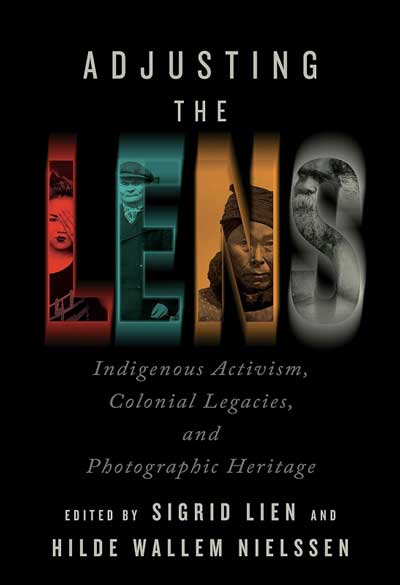 ADJUSTING
THE
LENS
Indigenous Activism,
Colonial Legacies,
and
Photographic Heritage
EDITED BY SIGRID LIEN AND
HILDE WALLEM NIELSSEN